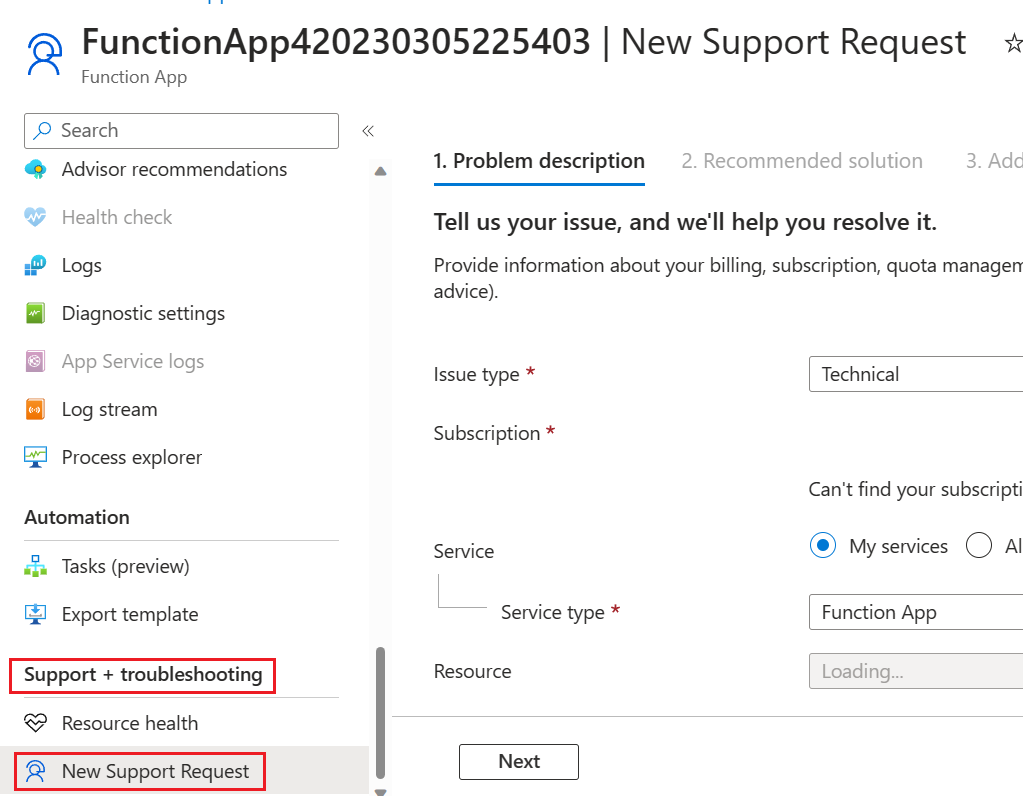 FunctionApp420230305225403 | New Support Request
Function App
Search
Advisor recommendations
Health check
Logs
Diagnostic settings
App Service logs
Log stream
Process explorer
Automation
Tasks (preview)
Export template
Support + troubleshooting
Resource health
New Support Request
1. Problem description
2. Recommended solution
3. Add
Tell us your issue, and we'll help you resolve it.
Provide information about your billing, subscription, quota managem
advice).
Issue type *
Technical
Subscription *
Can't find your subscripti
Service
My services
Al
Service type *
Function App
Resource
Loading...
Next